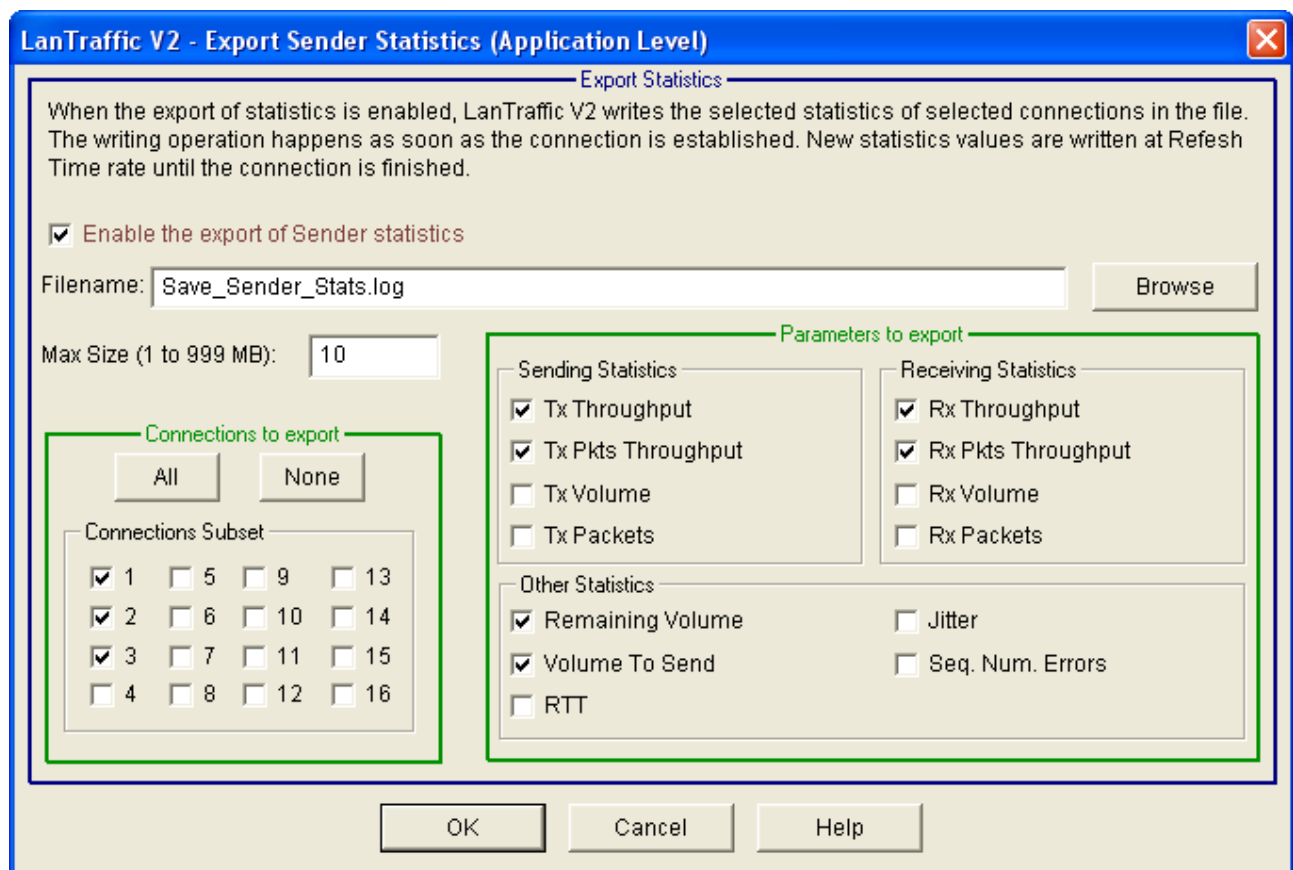 LanTraffic V2 - Export Sender Statistics (Application Level)
Export Statistics
When the export of statistics is enabled, LanTraffic V2 writes the selected statistics of selected connections in the file.
The writing operation happens as soon as the connection is established. New statistics values are written at Refesh
Time rate until the connection is finished.
Enable the export of Sender statistics
Filename: Save_Sender_Stats.log Browse
Max Size (1 to 999 MB): 10
Connections to export
All None
Connections Subset
1 5 9 13
2 6 10 14
3 7 11 15
4 8 12 16
Parameters to export
Sending Statistics
Tx Throughput
Tx Pkts Throughput
Tx Volume
Tx Packets
Receiving Statistics
Rx Throughput
Rx Pkts Throughput
Rx Volume
Rx Packets
Other Statistics
Remaining Volume Jitter
Volume To Send Seq. Num. Errors
RTT
OK Cancel Help